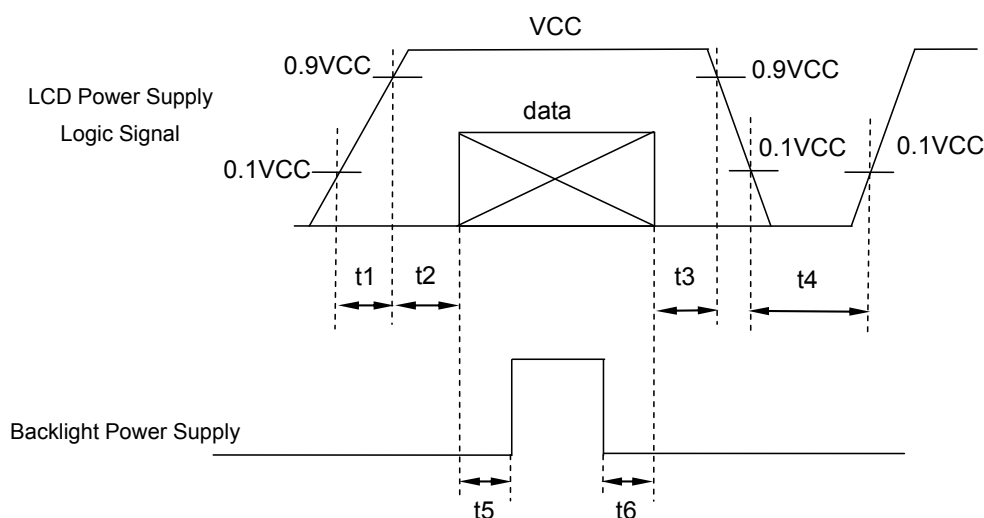 VCC
0.9VCC
0.9VCC
LCD Power Supply
Logic Signal
data
0.1VCC
0.1VCC
0.1VCC
t1
t2
t3
t4
Backlight Power Supply
t5
t6